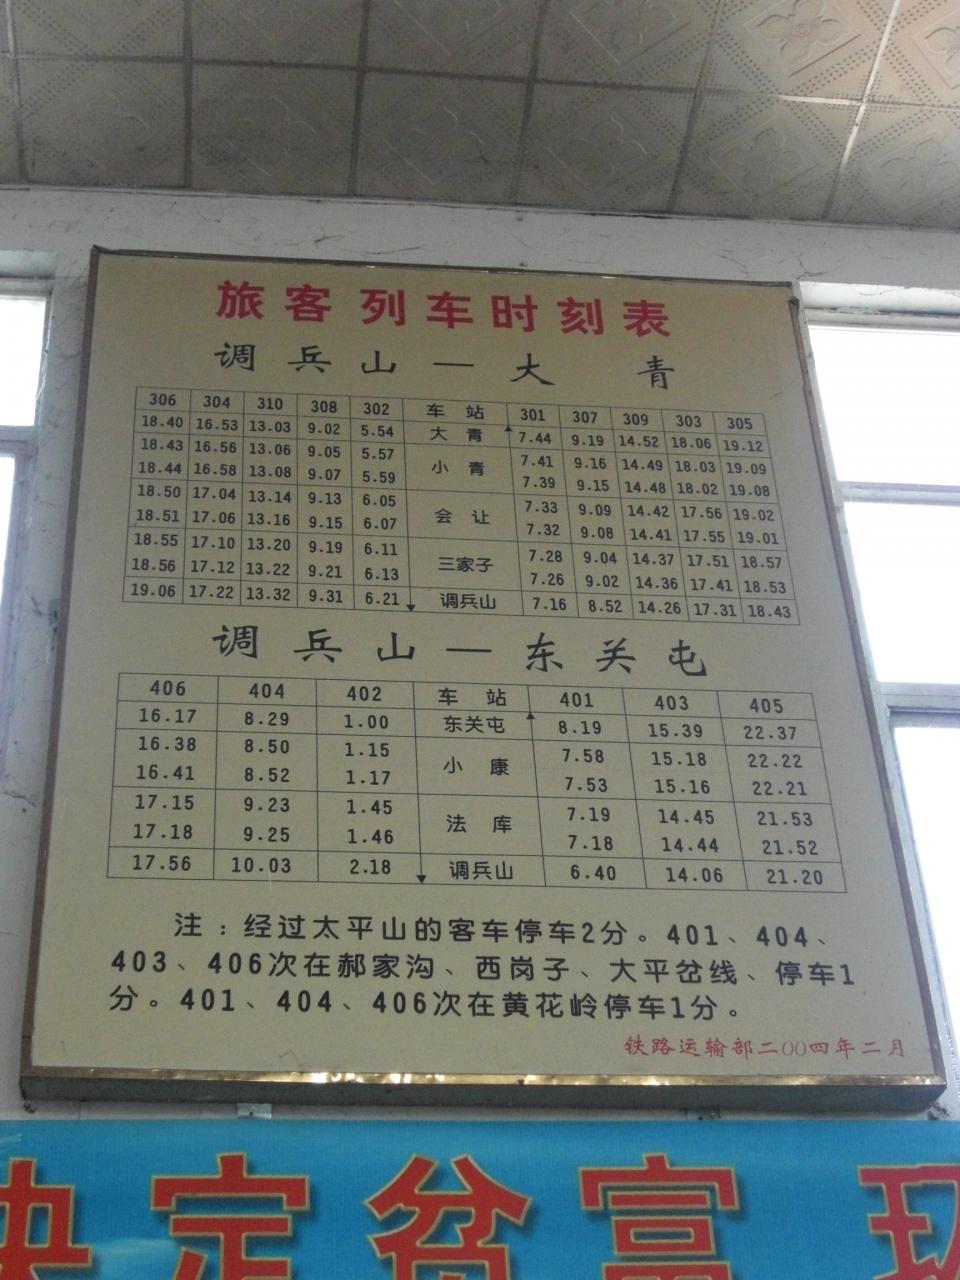 旅客列车时刻表
调兵山—大青
306 304 310 308 302 车站 301 307 309 303 305
18.40 16.53 13.03 9.02 5.54 大青 7.44 9.19 14.52 18.06 19.12
18.43 16.56 13.06 9.05 5.57 小青 7.41 9.16 14.49 18.03 19.09
18.44 16.58 13.08 9.07 5.59 7.39 9.15 14.48 18.02 19.08
18.50 17.04 13.14 9.13 6.05 会让 7.33 9.09 14.42 17.56 19.02
18.51 17.06 13.16 9.15 6.07 7.32 9.08 14.41 17.55 19.01
18.55 17.10 13.20 9.19 6.11 三家子 7.28 9.04 14.37 17.51 18.57
18.56 17.12 13.22 9.21 6.13 7.26 9.02 14.36 17.41 18.53
19.06 17.22 13.32 9.31 6.21 调兵山 7.16 8.52 14.26 17.31 18.43
调兵山—东关屯
406 404 402 车站 401 403 405
16.17 8.29 1.00 东关屯 8.19 15.39 22.37
16.38 8.50 1.15 小康 7.58 15.18 22.22
16.41 8.52 1.17 7.53 15.16 22.21
17.15 9.23 1.45 法库 7.19 14.45 21.53
17.18 9.25 1.46 7.18 14.44 21.52
17.56 10.03 2.18 调兵山 6.40 14.06 21.20
注：经过太平山的客车停车2分。401、404、
403、406次在郝家沟、西岗子、大平岔线、停车1
分。401、404、406次在黄花岭停车1分。
铁路运输部二〇〇四年二月
决定贫富环